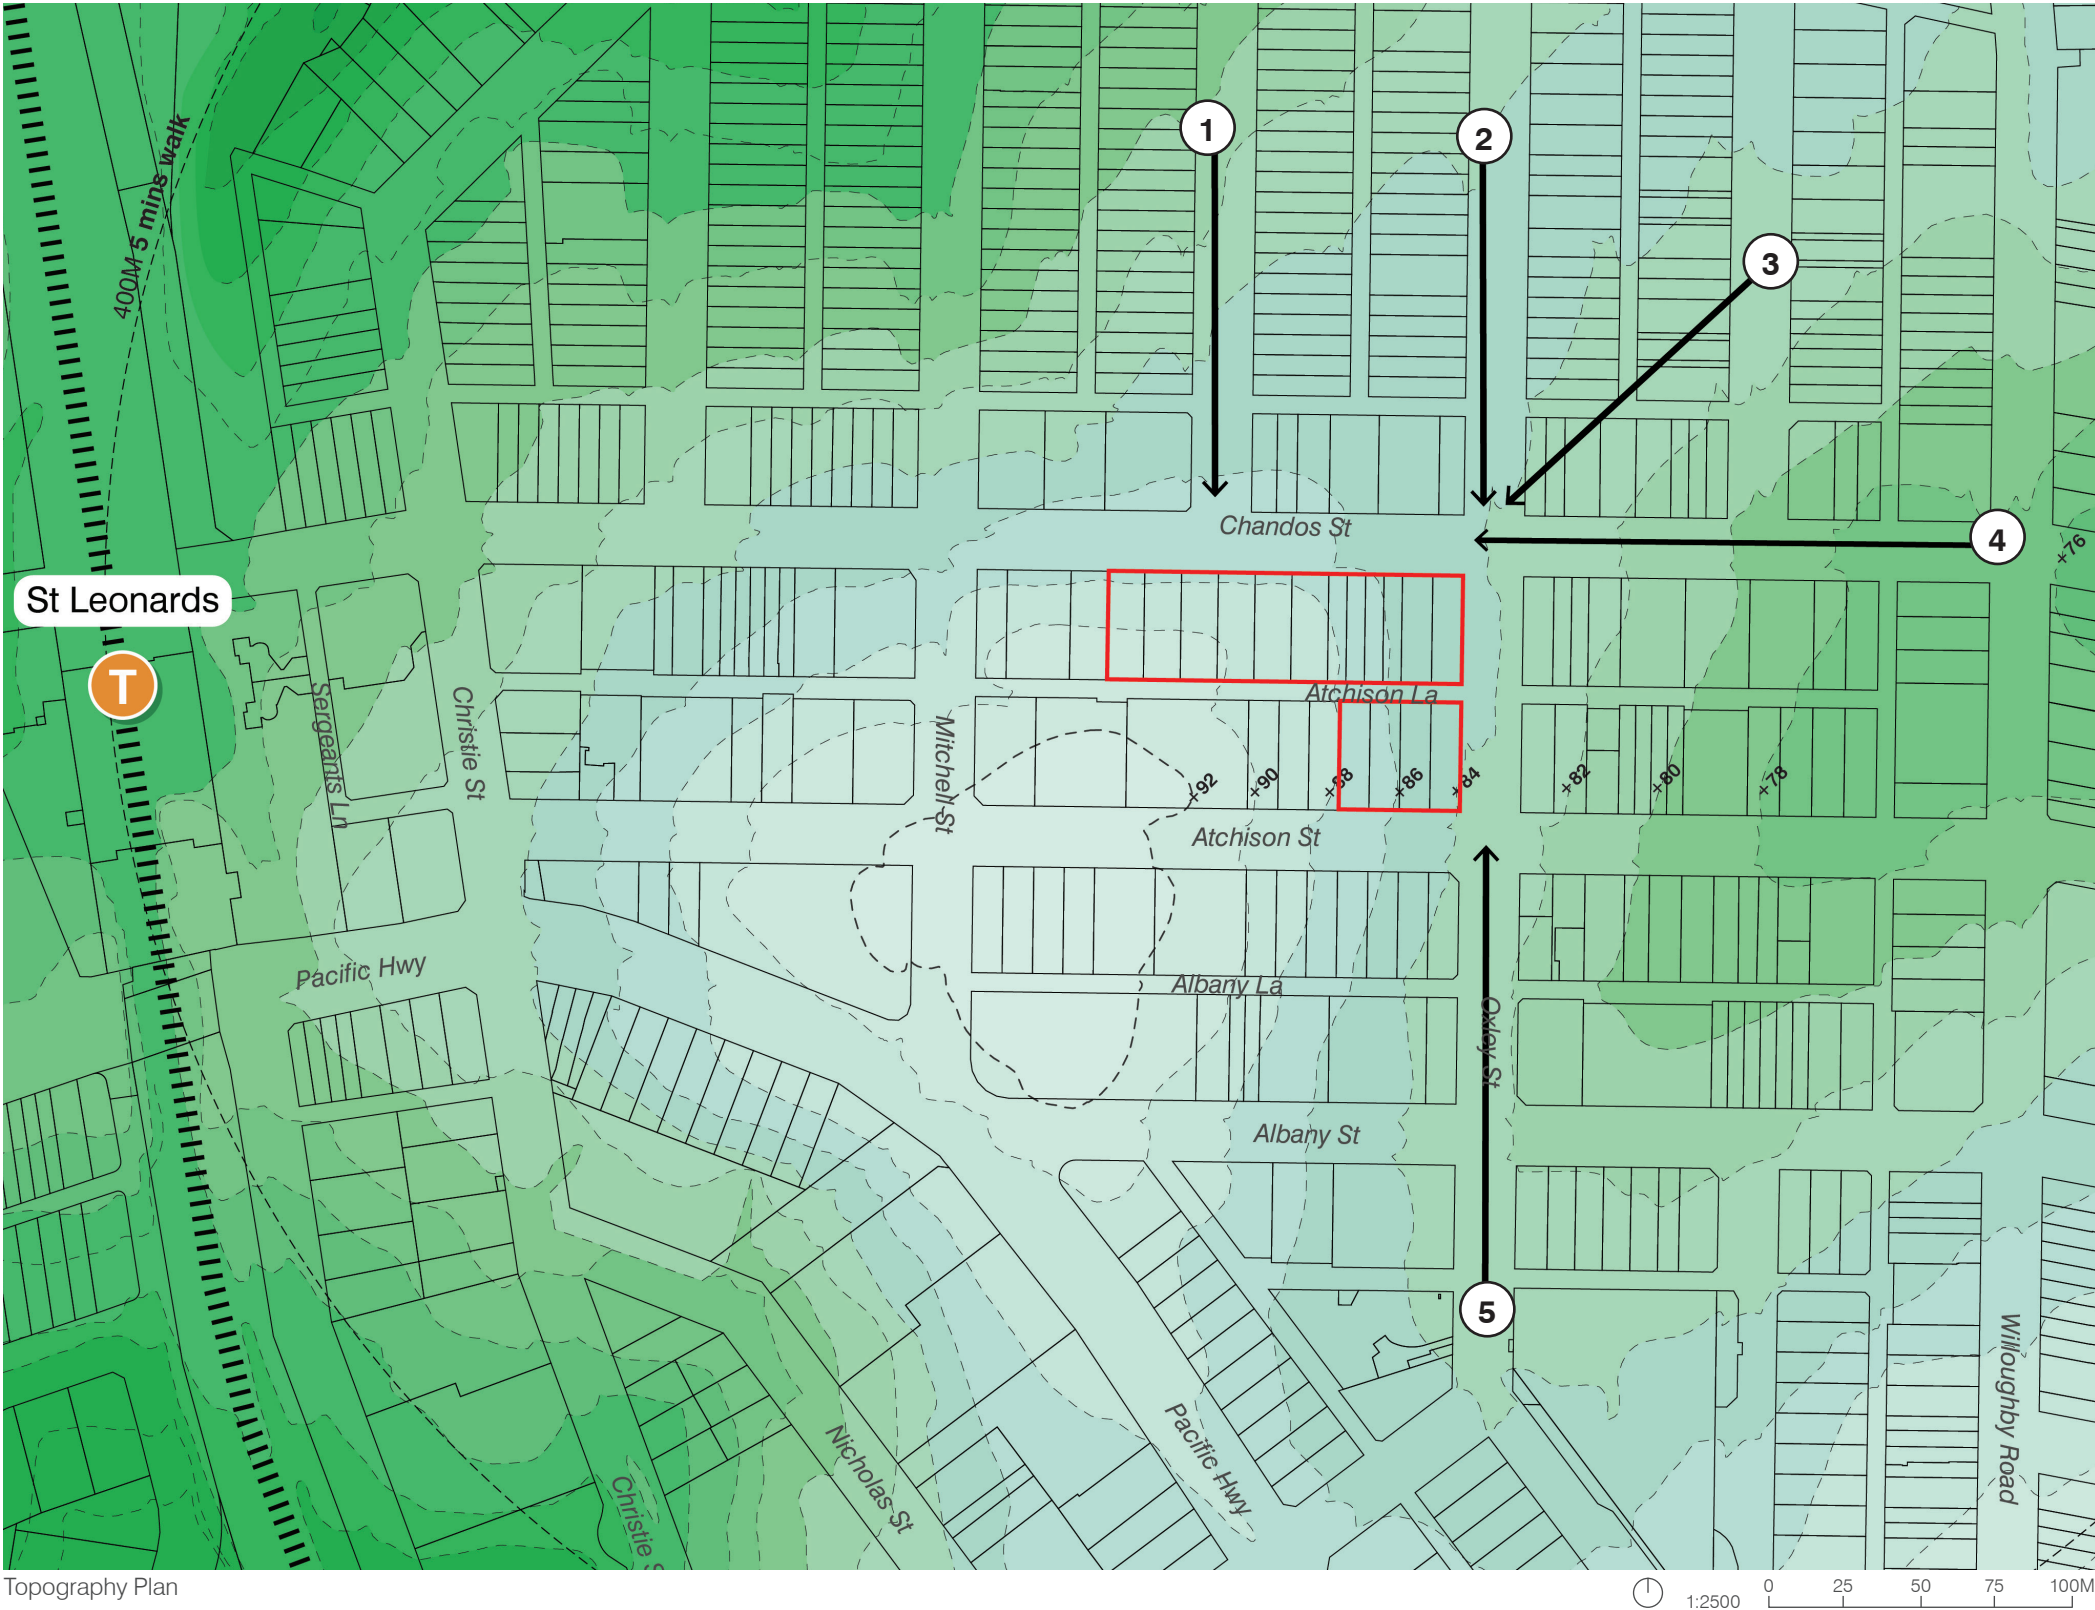 400M 5 mins walk
1
2
3
4
Chandos St
+76
St Leonards
T
Sergeants Ln
Christie St
Mitchell St
Atchison La
+92
+90
+88
+86
+84
+82
+80
+78
Atchison St
Pacific Hwy
Albany La
Oxley St
Albany St
5
Willoughby Road
Pacific Hwy
Nicholas St
Christie S
Topography Plan
1:2500
0 25 50 75 100M